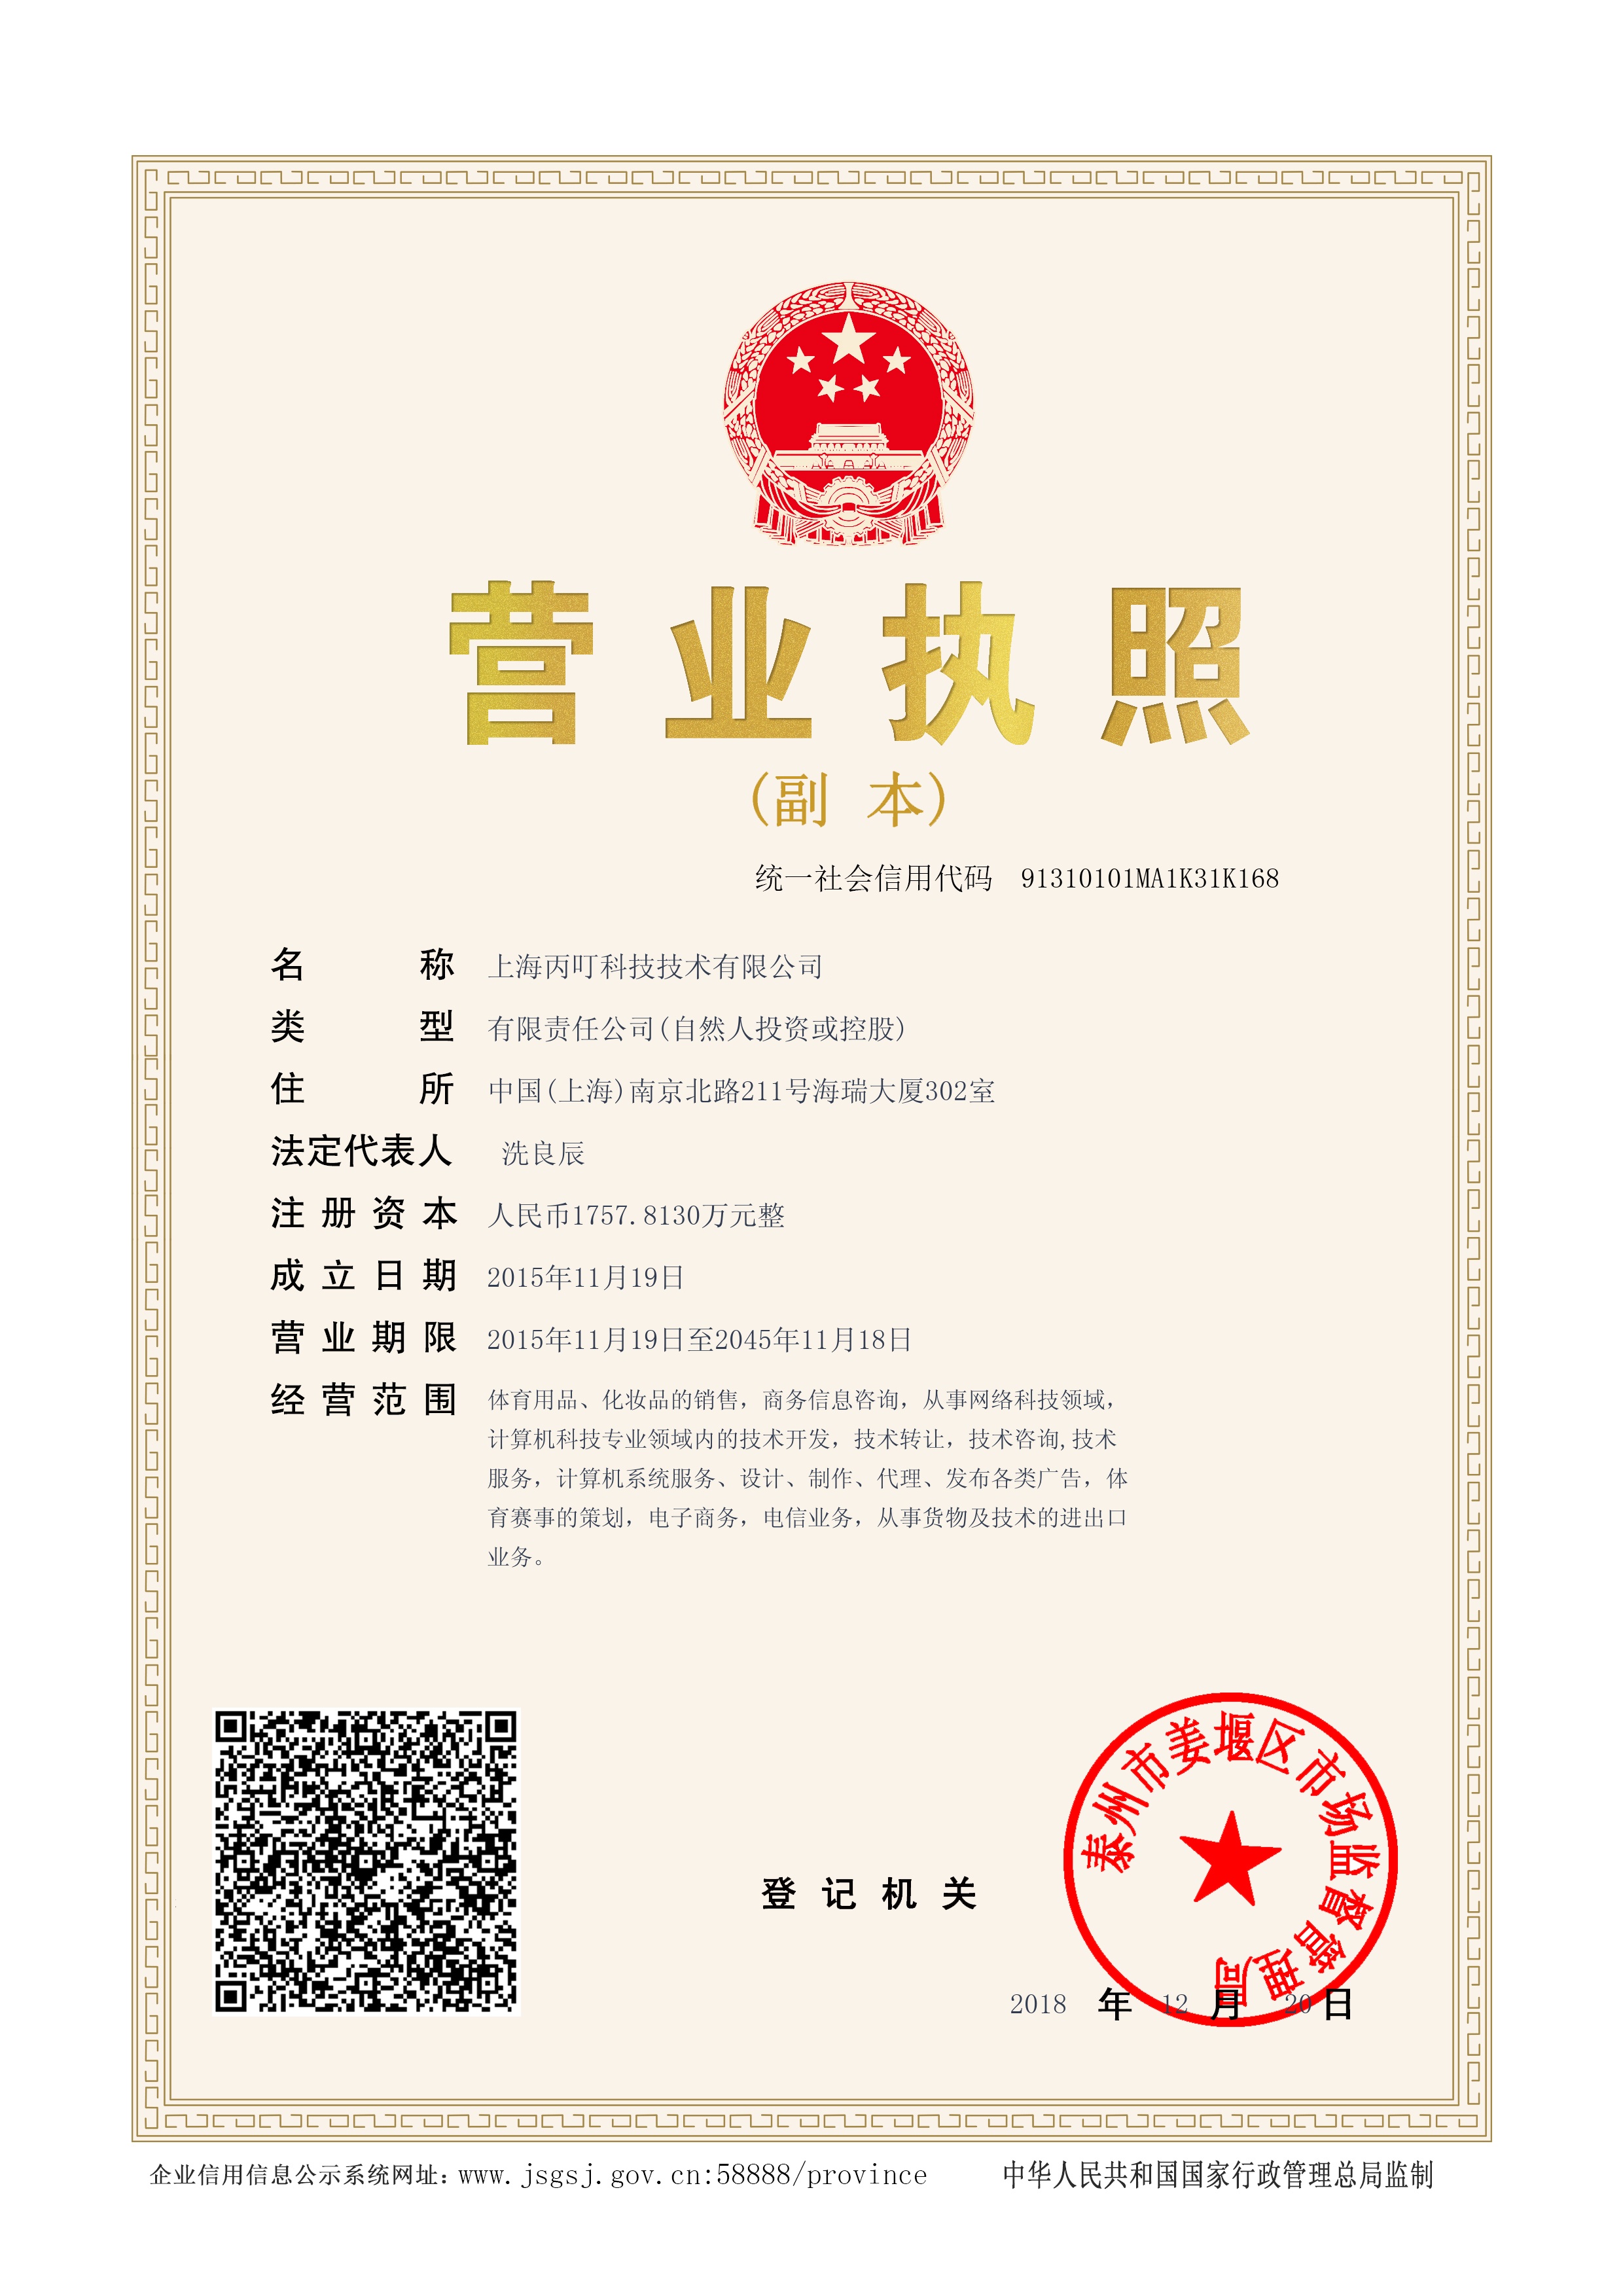 营业执照
(副 本)
统一社会信用代码 91310101MA1K31K168
名 称 上海丙叮科技技术有限公司
类 型 有限责任公司(自然人投资或控股)
住 所 中国(上海)南京北路211号海瑞大厦302室
法定代表人 冼良辰
注 册 资 本 人民币1757.8130万元整
成 立 日 期 2015年11月19日
营 业 期 限 2015年11月19日至2045年11月18日
经 营 范 围 体育用品、化妆品的销售，商务信息咨询，从事网络科技领域，
计算机科技专业领域内的技术开发，技术转让，技术咨询,技术
服务，计算机系统服务、设计、制作、代理、发布各类广告，体
育赛事的策划，电子商务，电信业务，从事货物及技术的进出口
业务。
泰州市姜堰区市场监督管理局
登 记 机 关
2018 年 12 月 20 日
企业信用信息公示系统网址：www.jsgsj.gov.cn:58888/province
中华人民共和国国家行政管理总局监制